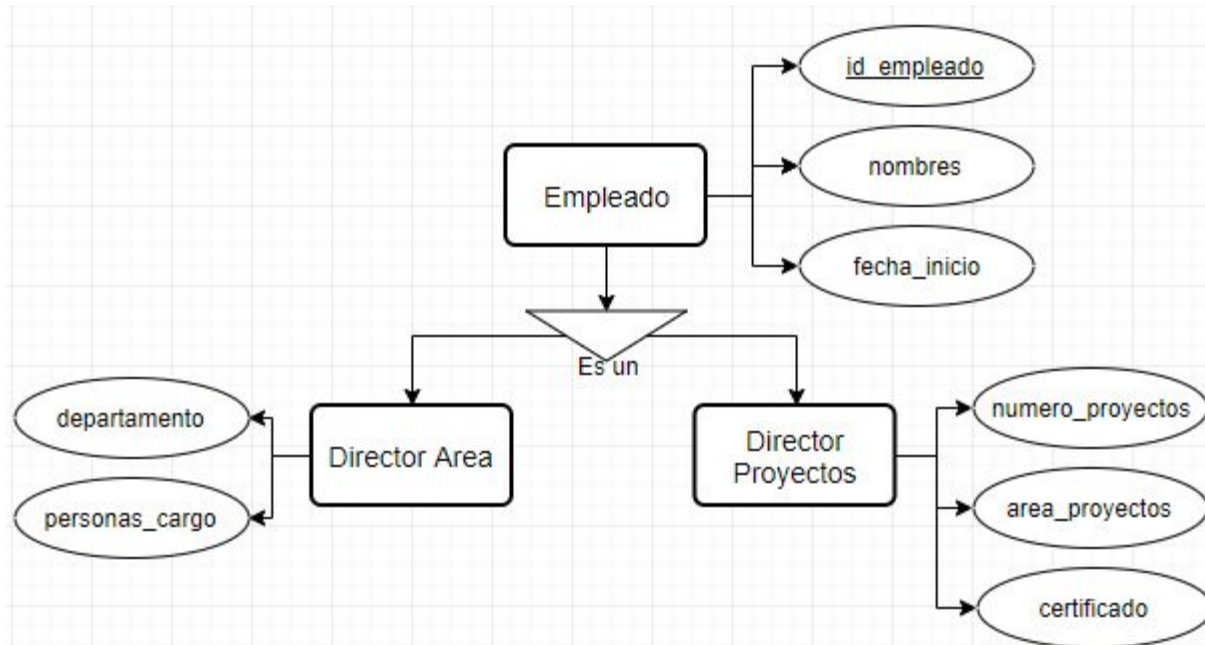 id_empleado
Empleado
nombres
fecha_inicio
Es un
departamento
personas_cargo
Director Area
Director
Proyectos
numero_proyectos
area_proyectos
certificado